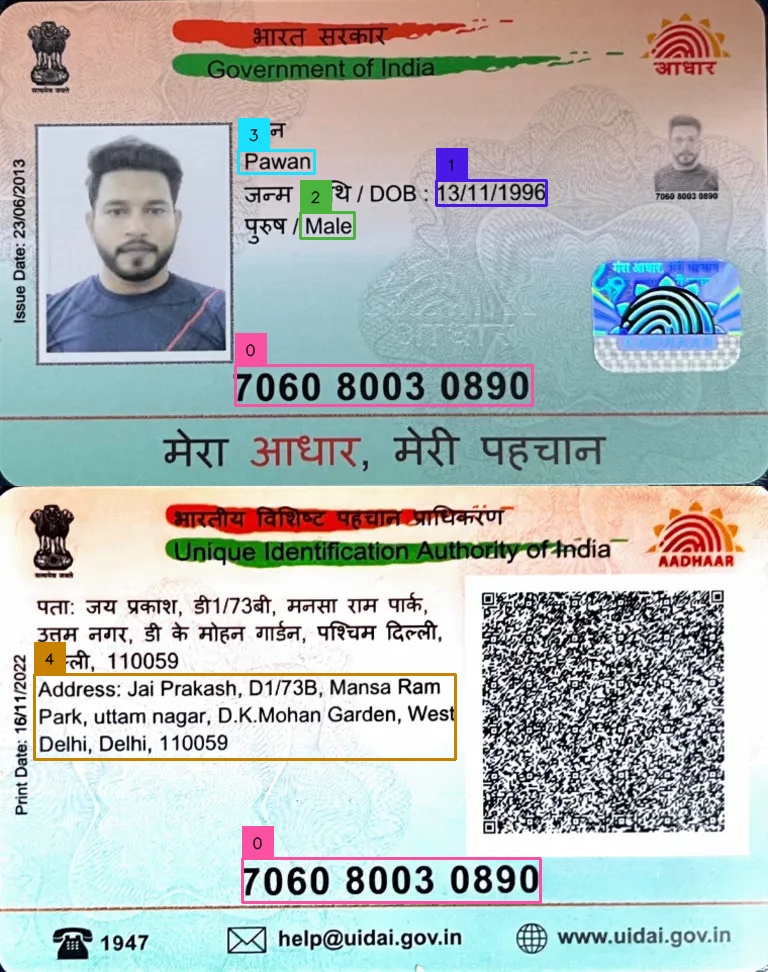 भारत सरकार
Government of India
आधार
सत्यमेव जयते
3
Pawan
1
जन्म 2 थि / DOB : 13/11/1996
पुरुष / Male
7060 8003 0890
Issue Date: 23/06/2013
मेरा आधार
0
7060 8003 0890
मेरा आधार, मेरी पहचान
भारतीय विशिष्ट पहचान प्राधिकरण
Unique Identification Authority of India
AADHAAR
सत्यमेव जयते
पता: जय प्रकाश, डी1/73बी, मनसा राम पार्क,
उत्तम नगर, डी के मोहन गार्डन, पश्चिम दिल्ली,
4 ल्ली, 110059
Address: Jai Prakash, D1/73B, Mansa Ram
Park, uttam nagar, D.K.Mohan Garden, West
Delhi, Delhi, 110059
Print Date: 16/11/2022
0
7060 8003 0890
1947
help@uidai.gov.in
www.uidai.gov.in